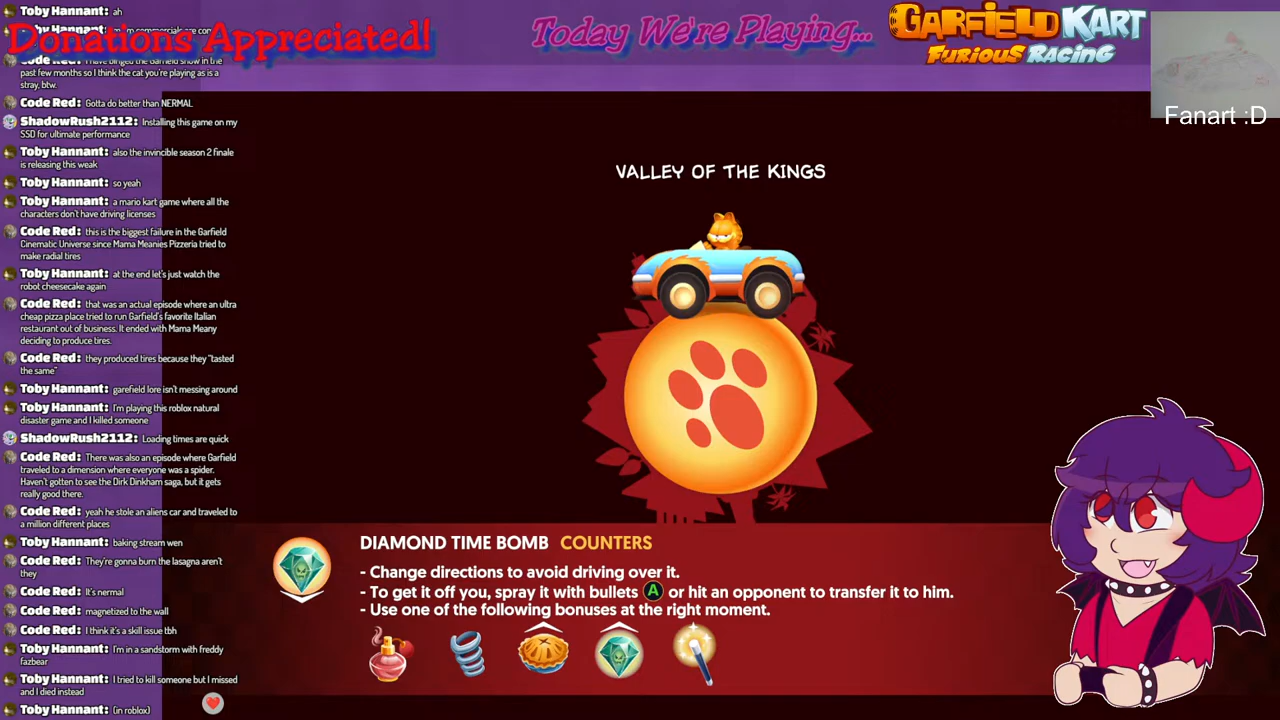 Toby Hannant: ah
Donations Appreciated!
past few months so I think the cat you're playing as is a
stray, btw.
Code Red: Gotta do better than NERMAL
ShadowRush2112: Installing this game on my
SSD for ultimate performance
Toby Hannant: also the invincible season 2 finale
is releasing this weak
Toby Hannant: so yeah
Toby Hannant: a mario kart game where all the
characters don't have driving licenses
Code Red: this is the biggest failure in the Garfield
Cinematic Universe since Mama Meanies Pizzeria tried to
make radial tires
Toby Hannant: at the end let's just watch the
robot cheesecake again
Code Red: that was an actual episode where an ultra
cheap pizza place tried to run Garfield's favorite Italian
restaurant out of business. It ended with Mama Meany
deciding to produce tires.
Code Red: they produced tires because they "tasted
the same"
Toby Hannant: garefield lore isn't messing around
Toby Hannant: I'm playing this roblox natural
disaster game and I killed someone
ShadowRush2112: Loading times are quick
Code Red: There was also an episode where Garfield
traveled to a dimension where everyone was a spider.
Haven't gotten to see the Dirk Dinkham saga, but it gets
really good there.
Code Red: yeah he stole an aliens car and traveled to
a million different places
Toby Hannant: baking stream wen
Code Red: They're gonna burn the lasagna aren't
they
Code Red: It's normal
Code Red: magnetized to the wall
Code Red: I think it's a skill issue tbh
Toby Hannant: I'm in a sandstorm with freddy
fazbear
Toby Hannant: I tried to kill someone but I missed
and I died instead
Toby Hannant: (in roblox)
Today We're Playing...
GARFIELD KART
FURIOUS RACING
Fanart :D
VALLEY OF THE KINGS
DIAMOND TIME BOMB COUNTERS
- Change directions to avoid driving over it.
- To get it off you, spray it with bullets A or hit an opponent to transfer it to him.
- Use one of the following bonuses at the right moment.